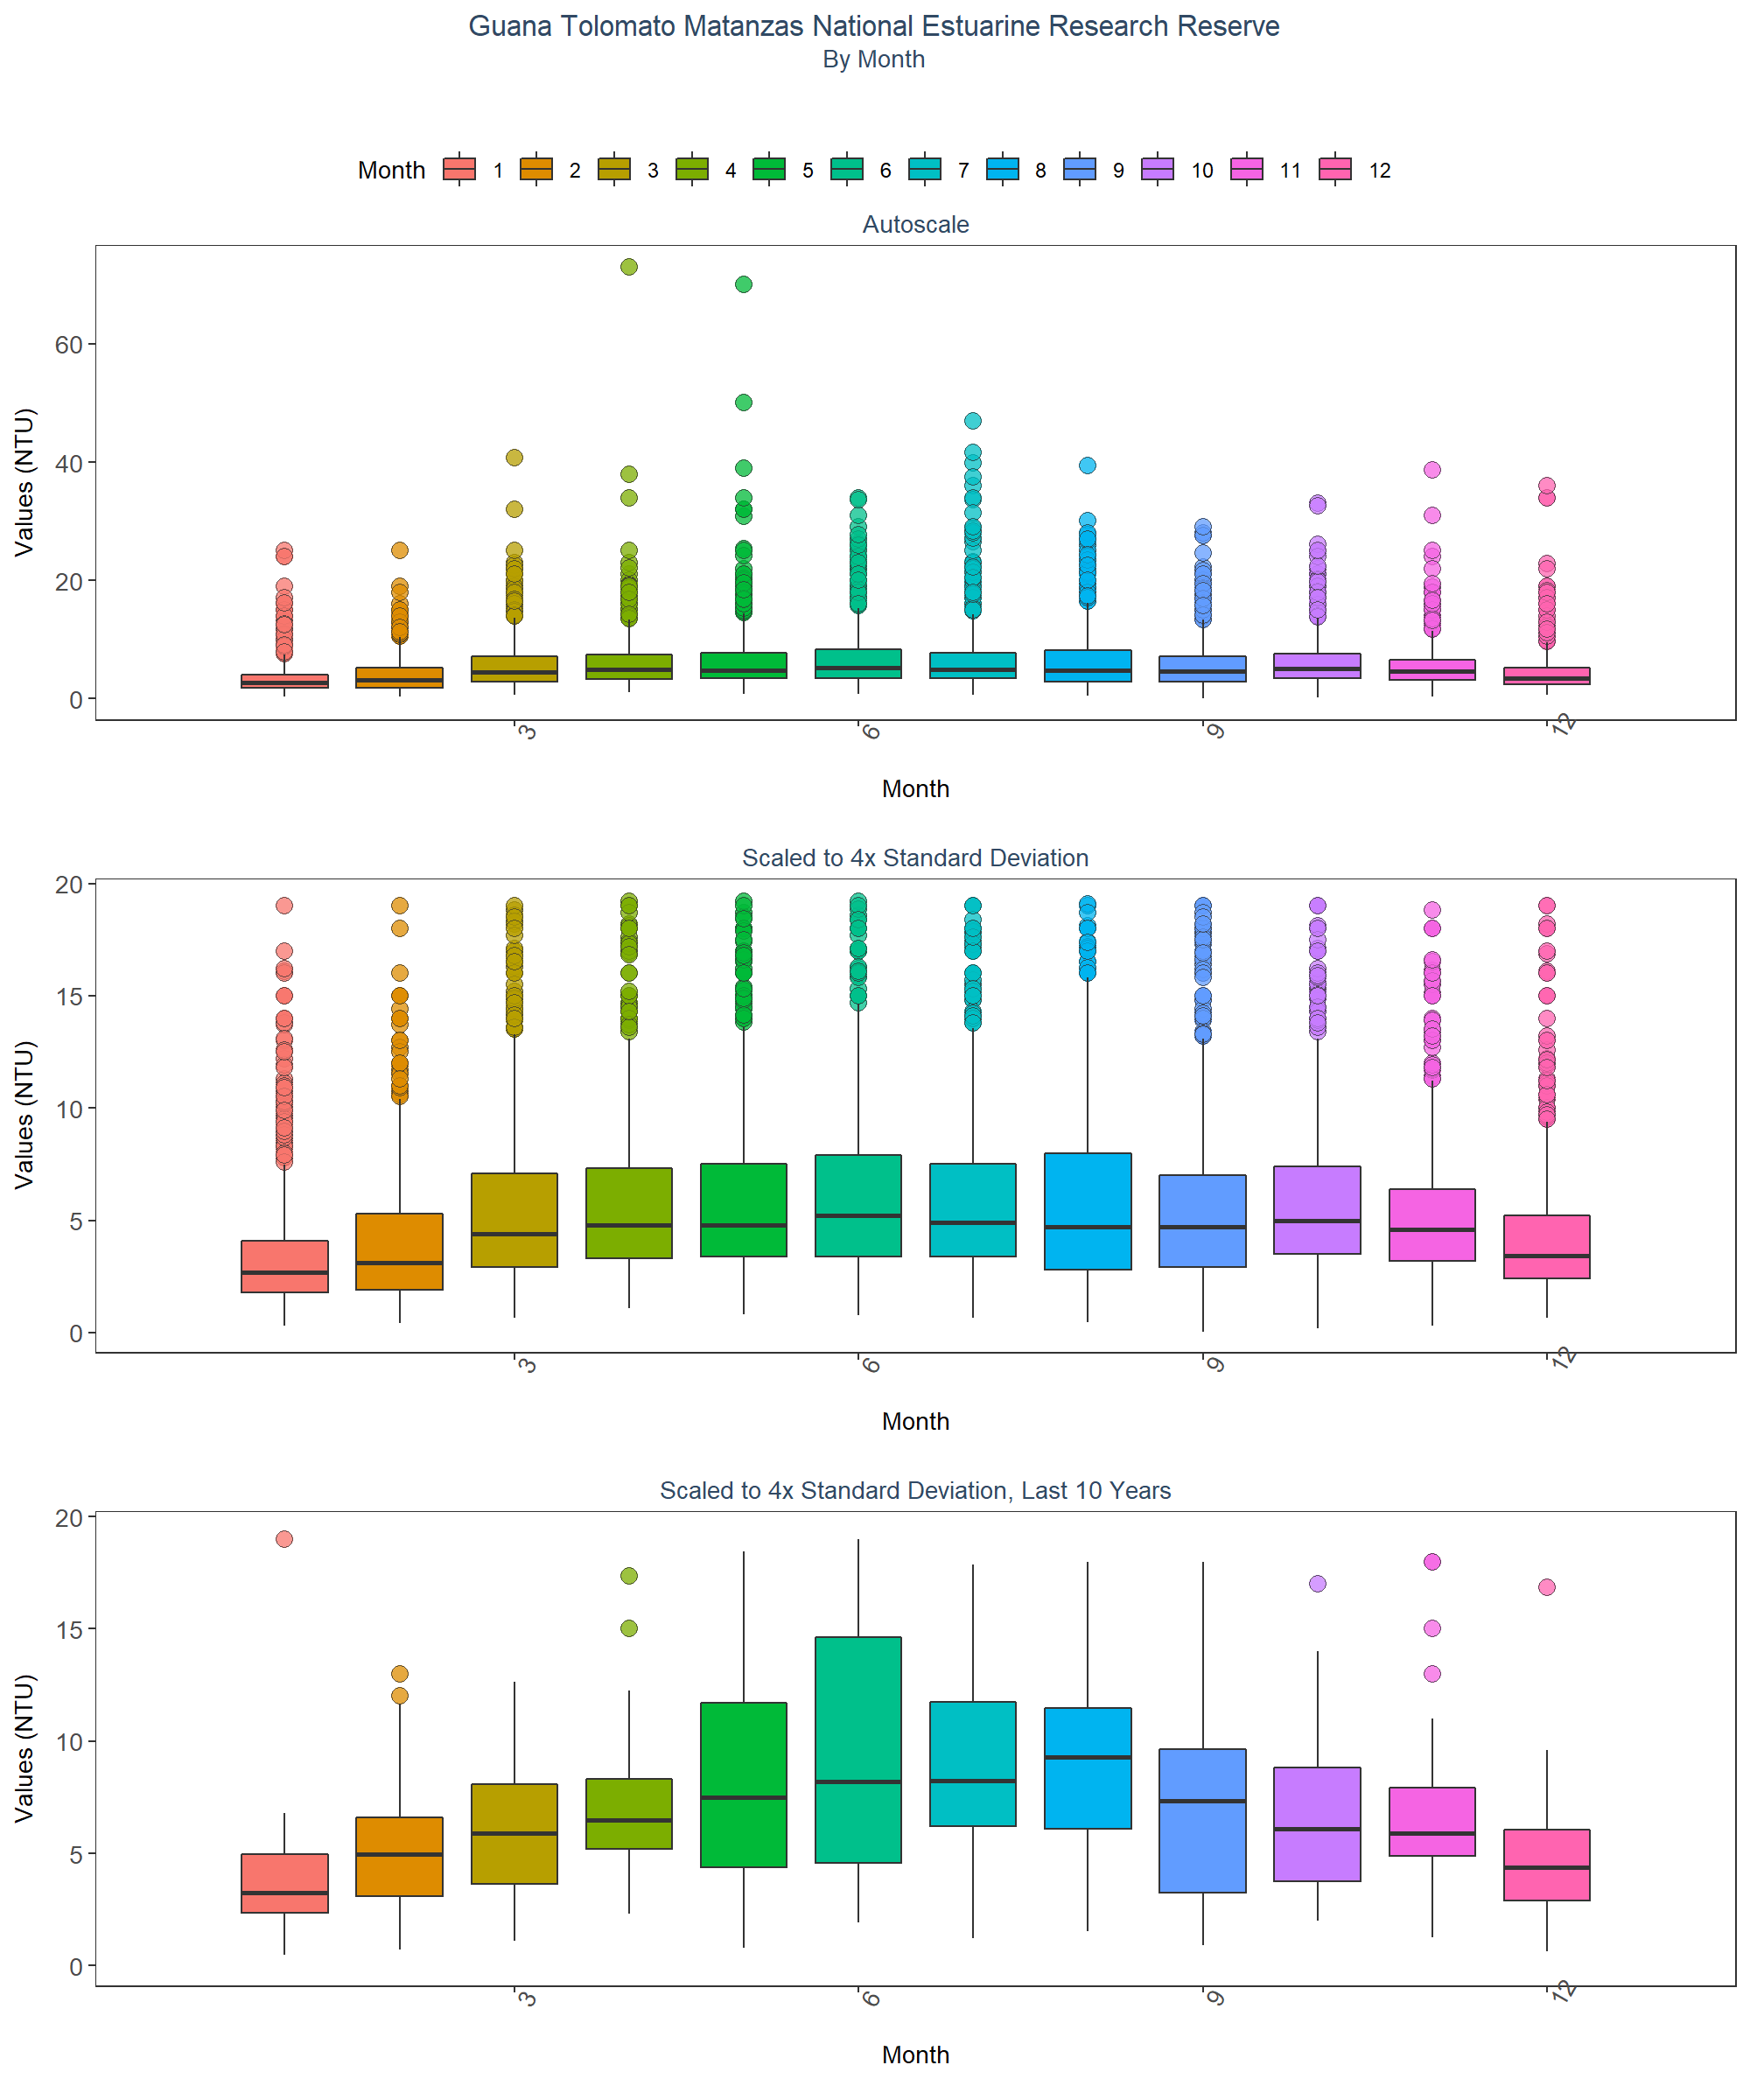 Guana Tolomato Matanzas National Estuarine Research Reserve
By Month
Month 1 2 3 4 5 6 7 8 9 10 11 12
Autoscale
Values (NTU)
60
40
20
0
3 6 9 12
Month
Scaled to 4x Standard Deviation
Values (NTU)
20
15
10
5
0
3 6 9 12
Month
Scaled to 4x Standard Deviation, Last 10 Years
Values (NTU)
20
15
10
5
0
3 6 9 12
Month